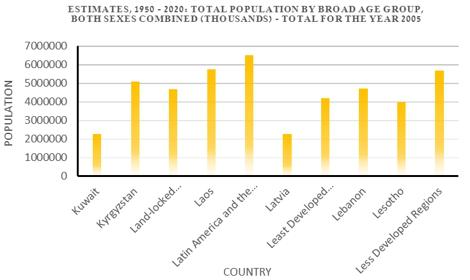 ESTIMATES, 1950 - 2020: TOTAL POPULATION BY BROAD AGE GROUP,
BOTH SEXES COMBINED (THOUSANDS) - TOTAL FOR THE YEAR 2005
7000000
6000000
5000000
4000000
3000000
2000000
1000000
0
POPULATION
Kuwait
Kyrgyzstan
Land-locked...
Laos
Latin America and the...
Latvia
Least Developed...
Lebanon
Lesotho
Less Developed Regions
COUNTRY